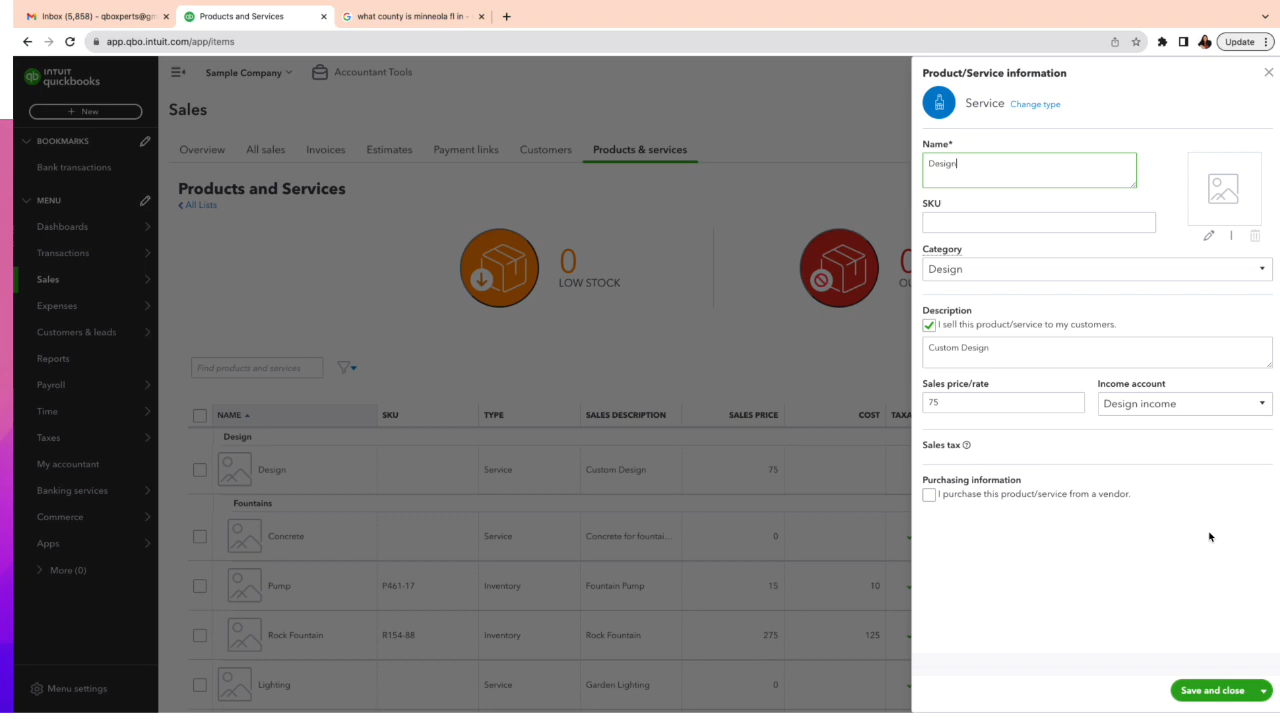 Inbox (5,858) - qboxperts@gm
Products and Services
what county is minneola fl in -
app.qbo.intuit.com/app/items
Update
INTUIT
quickbooks
qb
+ New
BOOKMARKS
Bank transactions
MENU
Dashboards
Transactions
Sales
Expenses
Customers & leads
Reports
Payroll
Time
Taxes
My accountant
Banking services
Commerce
Apps
More (0)
Menu settings
Sample Company
Accountant Tools
Sales
Overview All sales Invoices Estimates Payment links Customers Products & services
Products and Services
All Lists
0
LOW STOCK
Find products and services
NAME SKU TYPE SALES DESCRIPTION SALES PRICE COST TAXA
Design
Design Service Custom Design 75
Fountains
Concrete Service Concrete for fountai... 0
Pump P461-17 Inventory Fountain Pump 15 10
Rock Fountain R154-88 Inventory Rock Fountain 275 125
Lighting Service Garden Lighting 0
Product/Service information
Service Change type
Name*
Design
SKU
Category
Design
Description
I sell this product/service to my customers.
Custom Design
Sales price/rate Income account
75 Design income
Sales tax
Purchasing information
I purchase this product/service from a vendor.
Save and close